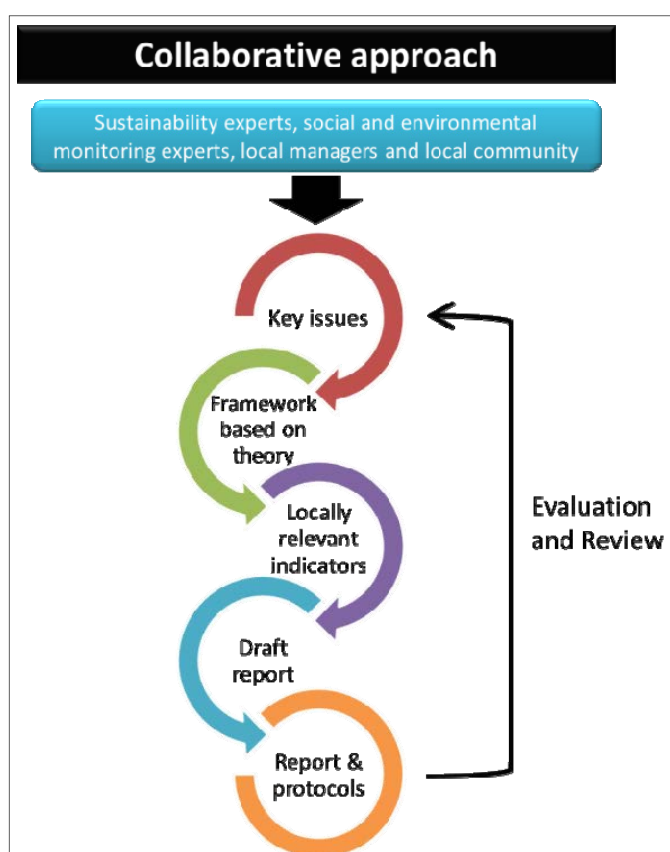 Collaborative approach
Sustainability experts, social and environmental
monitoring experts, local managers and local community
Key issues
Framework
based on
theory
Locally
relevant
indicators
Evaluation
and Review
Draft
report
Report &
protocols